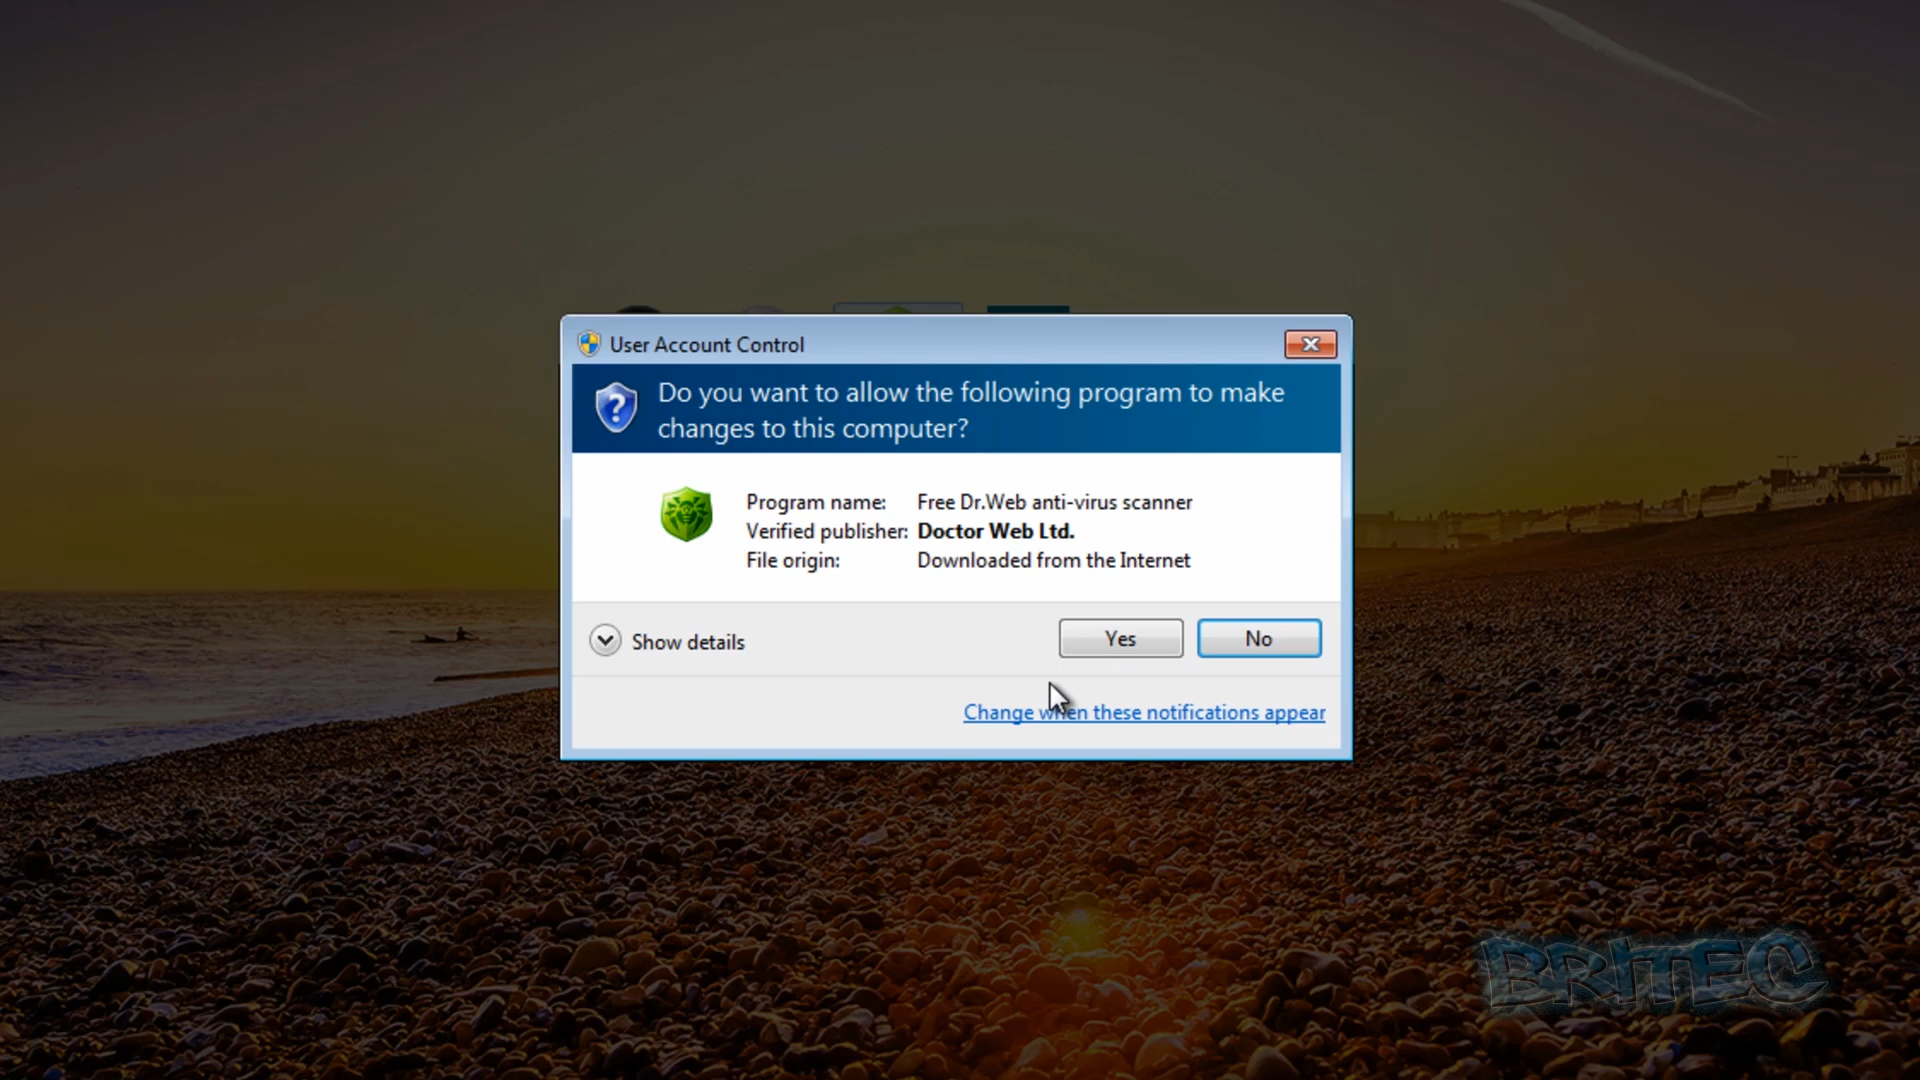 User Account Control
Do you want to allow the following program to make
changes to this computer?
Program name: Free Dr.Web anti-virus scanner
Verified publisher: Doctor Web Ltd.
File origin: Downloaded from the Internet
Show details
Yes
No
Change when these notifications appear
BRITEC